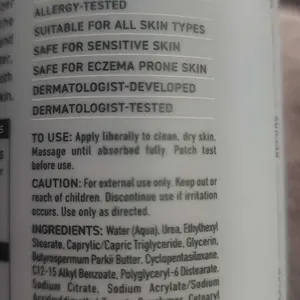 ALLERGY-TESTED
SUITABLE FOR ALL SKIN TYPES
SAFE FOR SENSITIVE SKIN
SAFE FOR ECZEMA PRONE SKIN
DERMATOLOGIST-DEVELOPED
DERMATOLOGIST-TESTED
TO USE: Apply liberally to clean, dry skin.
Massage until absorbed fully. Patch test
before use.
CAUTION: For external use only. Keep out or
reach of children. Discontinue use if irritation
occurs. Use only as directed.
INGREDIENTS: Water (Aqua), Urea, Ethylhexyl
Stearate, Caprylic/Capric Triglyceride, Glycerin,
Butyrospermum Parkii Butter, Cyclopentasiloxane,
C12-15 Alkyl Benzoate, Polyglyceryl-6 Distearate,
Sodium Citrate, Sodium Acrylate/Sodium